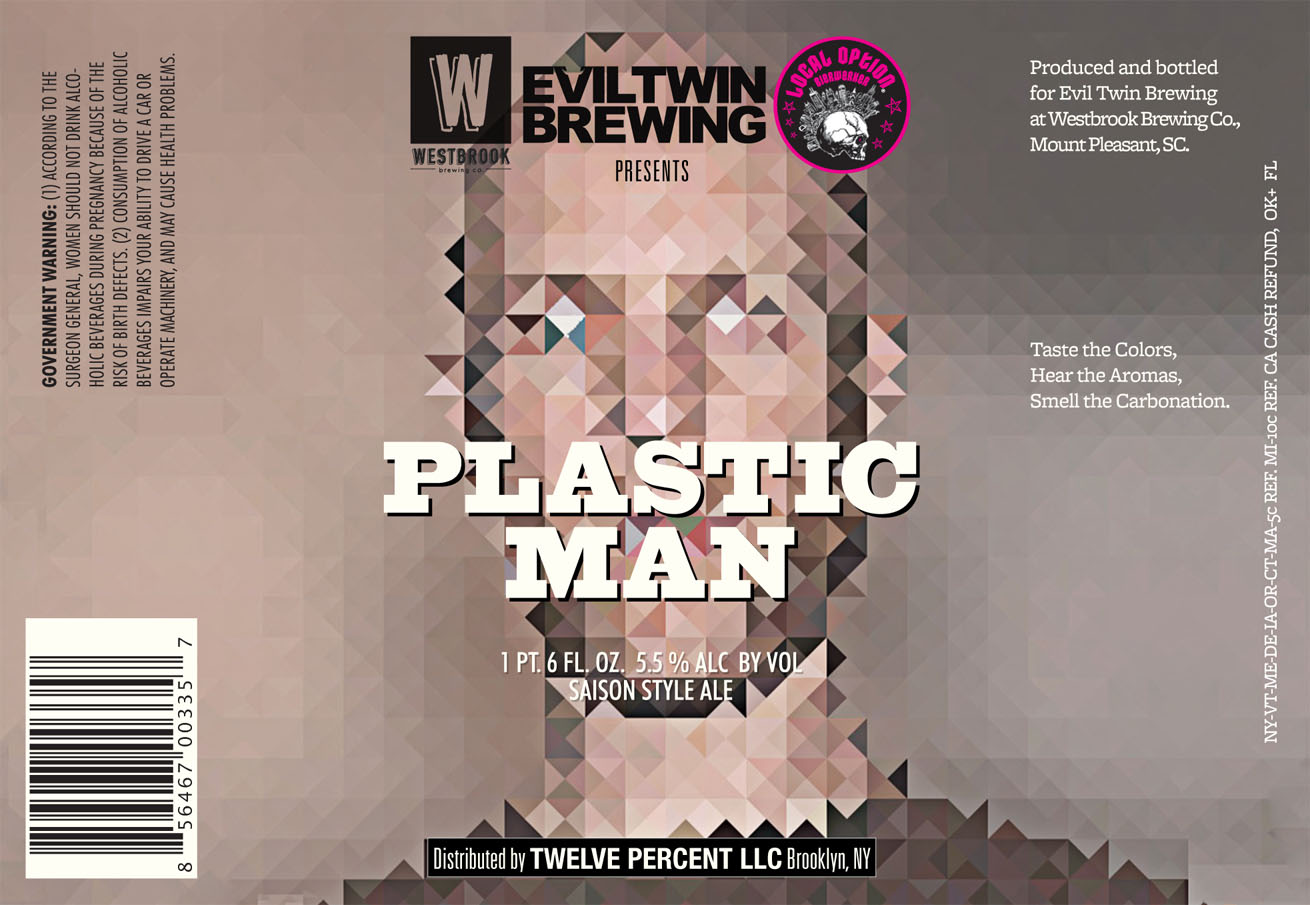 GOVERNMENT WARNING: (1) ACCORDING TO THE
SURGEON GENERAL, WOMEN SHOULD NOT DRINK ALCO-
HOLIC BEVERAGES DURING PREGNANCY BECAUSE OF THE
RISK OF BIRTH DEFECTS. (2) CONSUMPTION OF ALCOHOLIC
BEVERAGES IMPAIRS YOUR ABILITY TO DRIVE A CAR OR
OPERATE MACHINERY, AND MAY CAUSE HEALTH PROBLEMS.
8 56467 00335 7
W
WESTBROOK
brewing co.
EVIL TWIN
BREWING
PRESENTS
LOCAL OPTION
BIERWERKER
PLASTIC
MAN
1 PT. 6 FL. OZ. 5.5 % ALC BY VOL
SAISON STYLE ALE
Distributed by TWELVE PERCENT LLC Brooklyn, NY
Produced and bottled
for Evil Twin Brewing
at Westbrook Brewing Co.,
Mount Pleasant, SC.
Taste the Colors,
Hear the Aromas,
Smell the Carbonation.
NY-VT-ME-DE-IA-OR-CT-MA-5c REF. MI-10c REF. CA CASH REFUND, OK+ FL